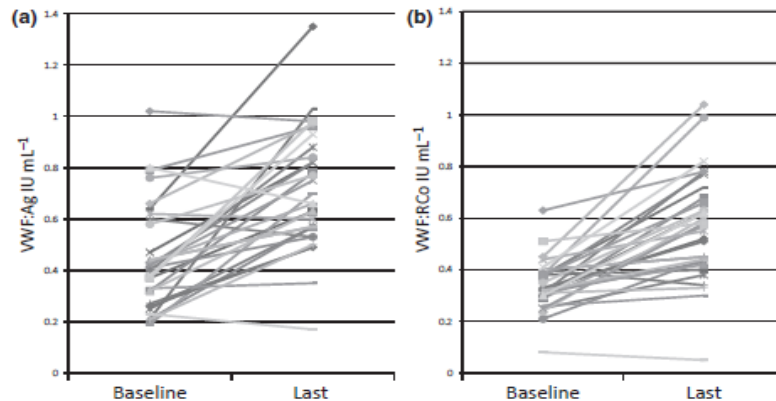 (a)
VWF:Ag IU mL⁻¹
1.4
1.2
1
0.8
0.6
0.4
0.2
0
Baseline Last
(b)
VWF:RCo IU mL⁻¹
1.4
1.2
1
0.8
0.6
0.4
0.2
0
Baseline Last